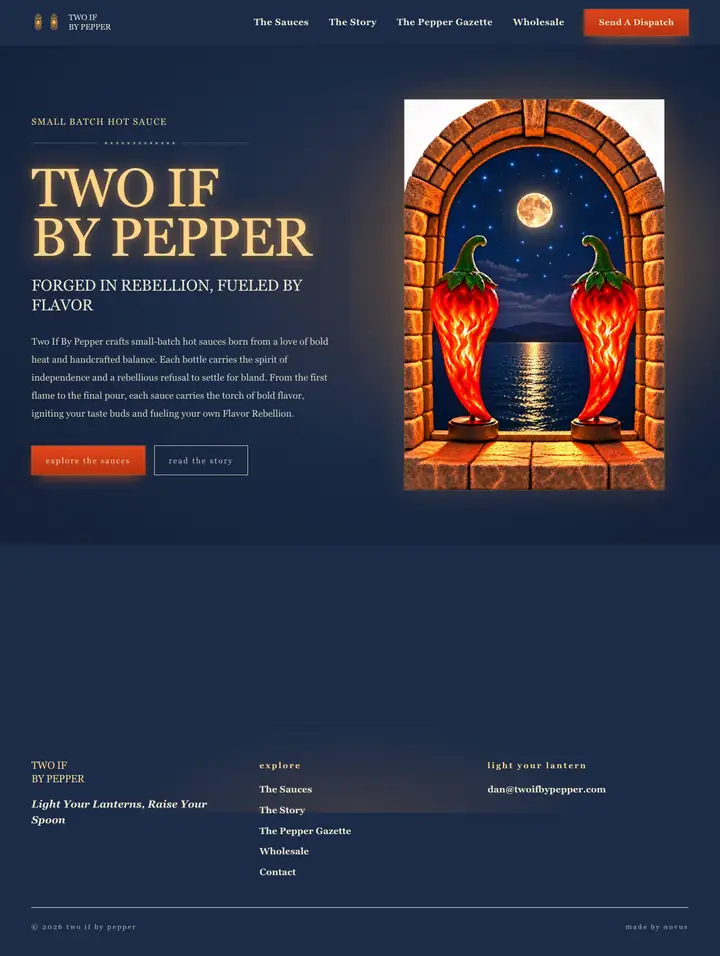 TWO IF
BY PEPPER
The Sauces
The Story
The Pepper Gazette
Wholesale
Send A Dispatch
SMALL BATCH HOT SAUCE
TWO IF
BY PEPPER
FORGED IN REBELLION, FUELED BY
FLAVOR
Two If By Pepper crafts small-batch hot sauces born from a love of bold
heat and handcrafted balance. Each bottle carries the spirit of
independence and a rebellious refusal to settle for bland. From the first
flame to the final pour, each sauce carries the torch of bold flavor,
igniting your taste buds and fueling your own Flavor Rebellion.
explore the sauces
read the story
TWO IF
BY PEPPER
Light Your Lanterns, Raise Your
Spoon
explore
The Sauces
The Story
The Pepper Gazette
Wholesale
Contact
light your lantern
dan@twoifbypepper.com
© 2026 two if by pepper
made by novus